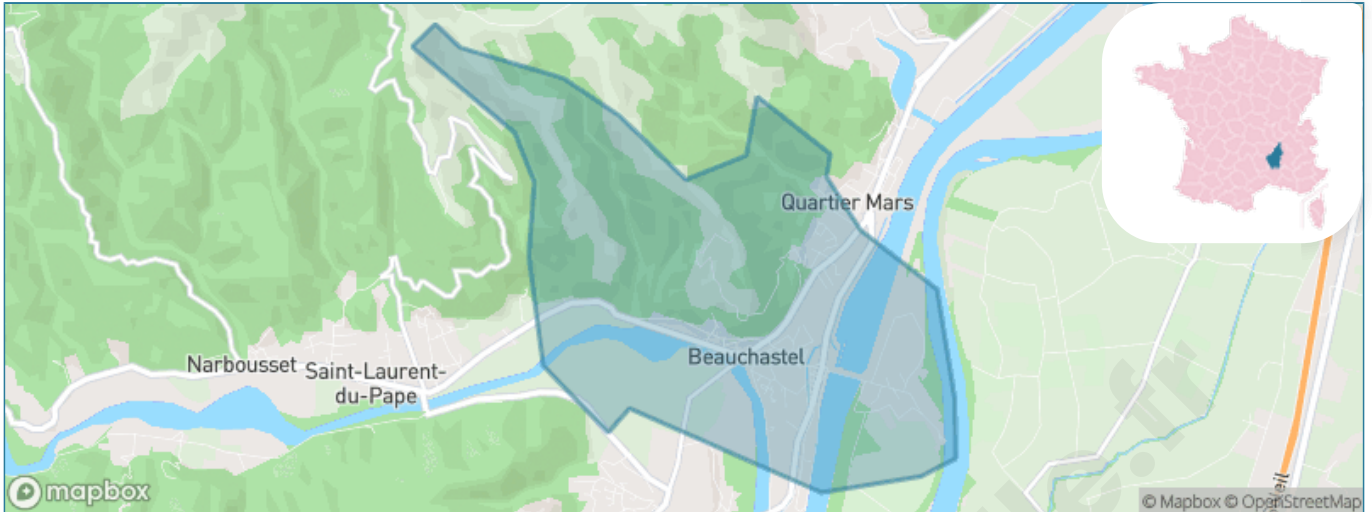 Quartier Mars
Beauchastel
Narbousset
Saint-Laurent-
du-Pape
mapbox
© Mapbox © OpenStreetMap